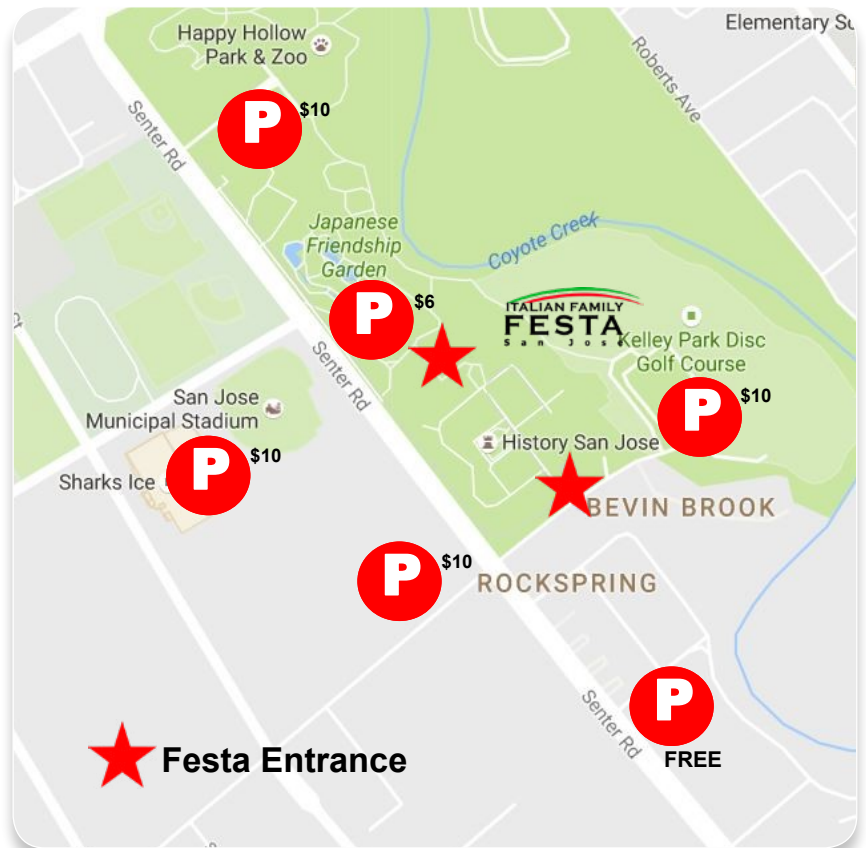 Happy Hollow
Park & Zoo
Elementary Sc
Roberts Ave
P
$10
Senter Rd
Japanese
Friendship
Garden
Coyote Creek
P
$6
ITALIAN FAMILY
FESTA
San Jose
Kelley Park Disc
Golf Course
Senter Rd
San Jose
Municipal Stadium
P
$10
History San Jose
P
$10
Sharks Ice
BEVIN BROOK
P
$10
ROCKSPRING
P
FREE
Senter Rd
Festa Entrance